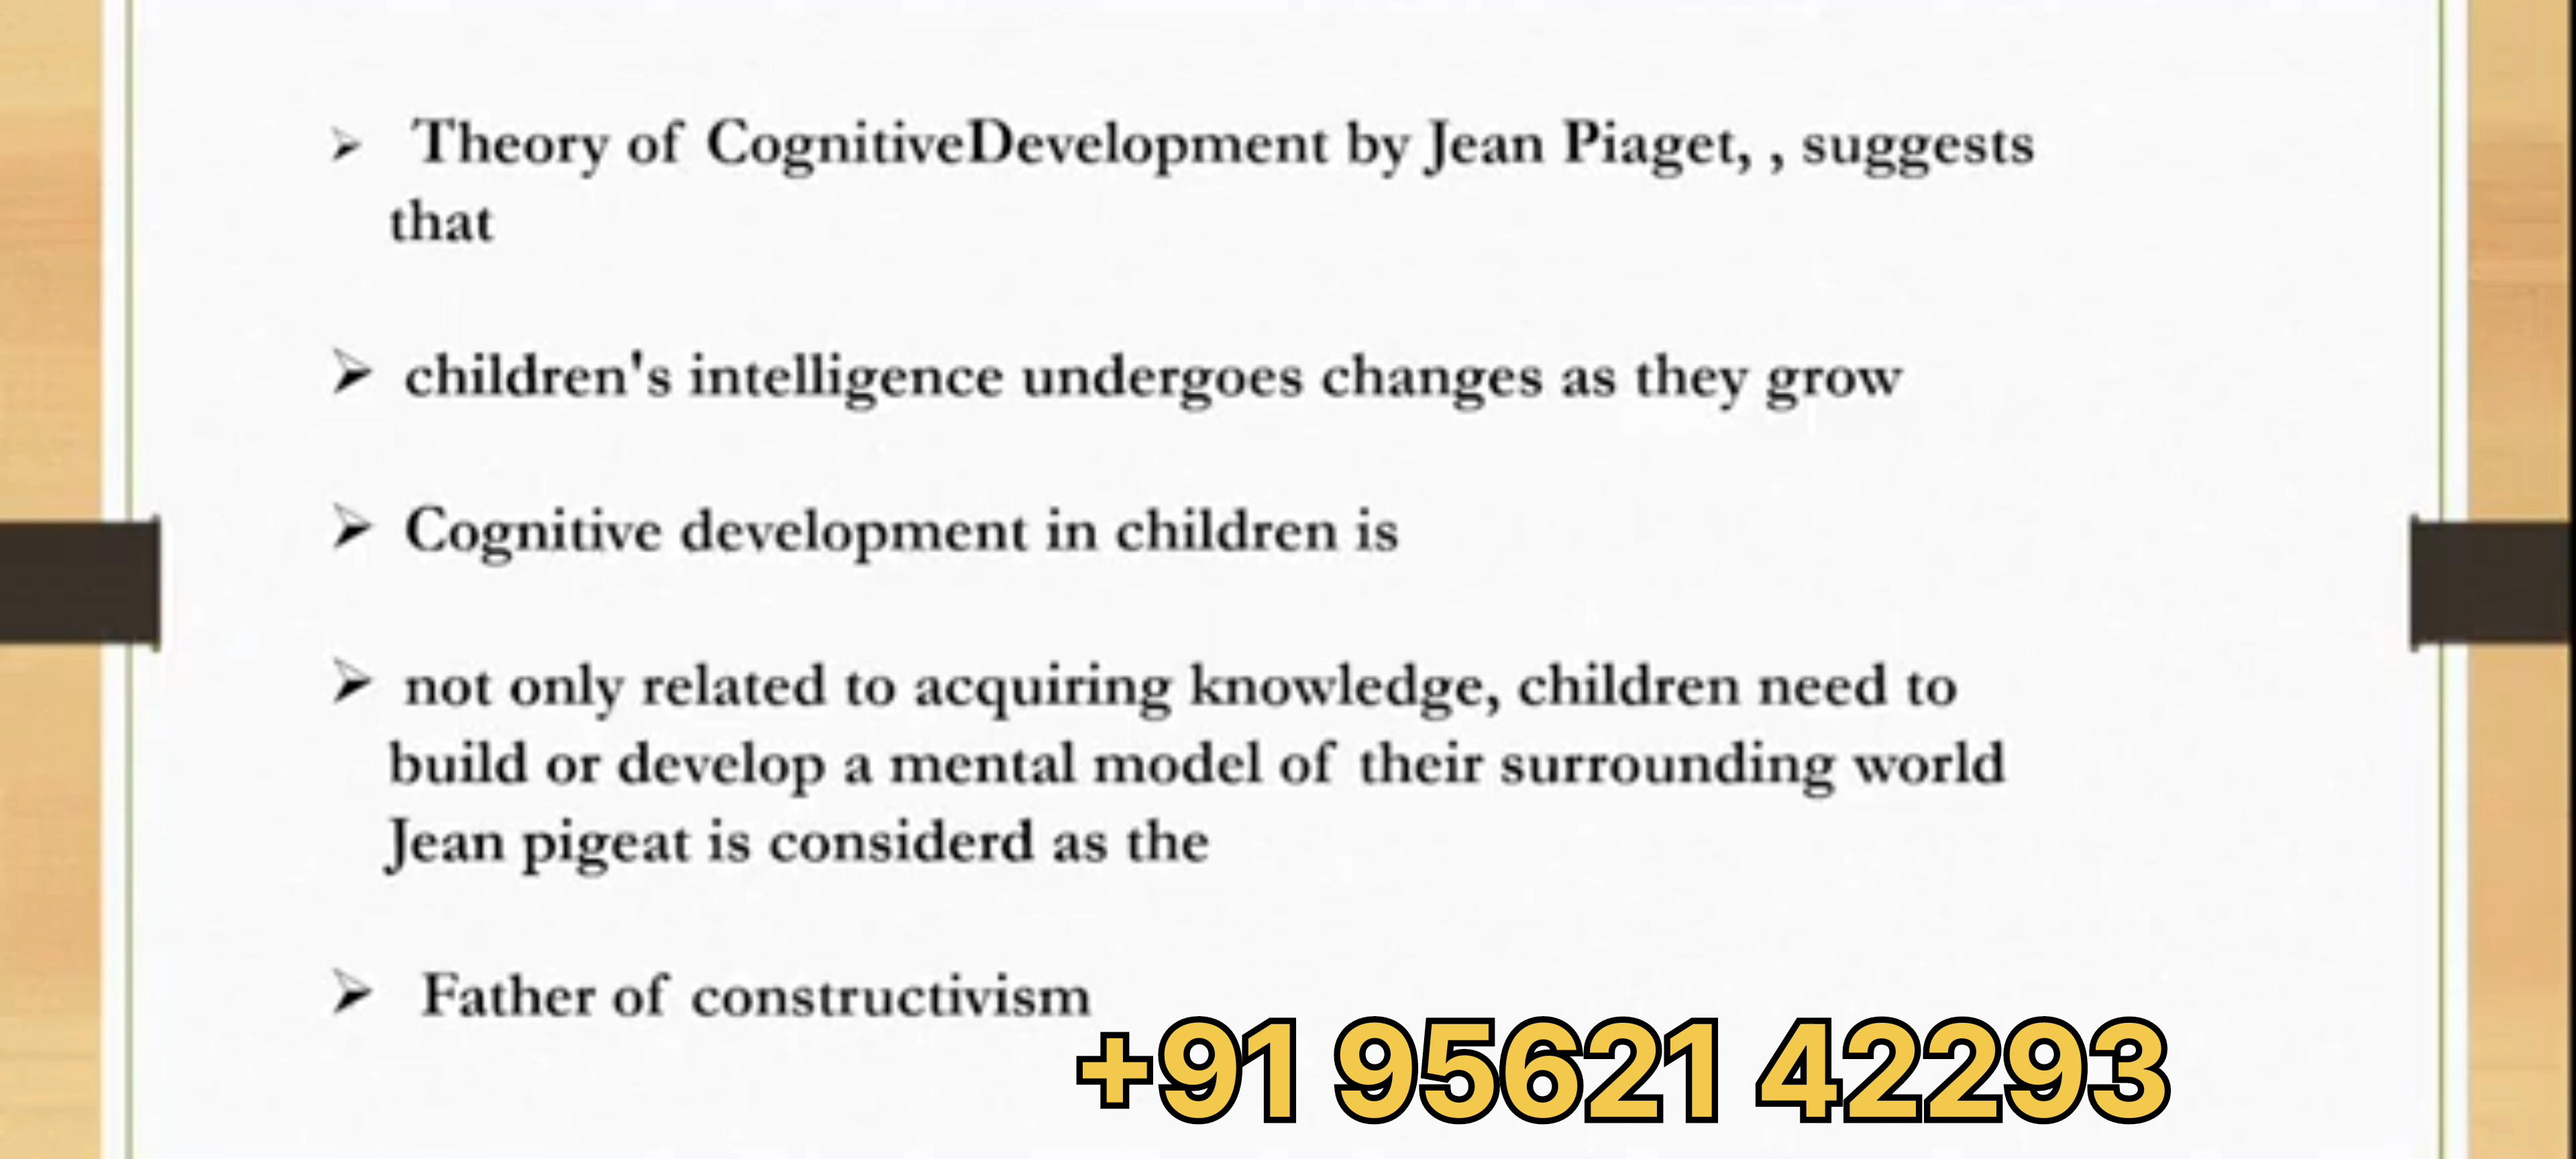 ➢ Theory of CognitiveDevelopment by Jean Piaget, , suggests
that
➢ children's intelligence undergoes changes as they grow
➢ Cognitive development in children is
➢ not only related to acquiring knowledge, children need to
build or develop a mental model of their surrounding world
Jean pigeat is considerd as the
➢ Father of constructivism
+91 95621 42293